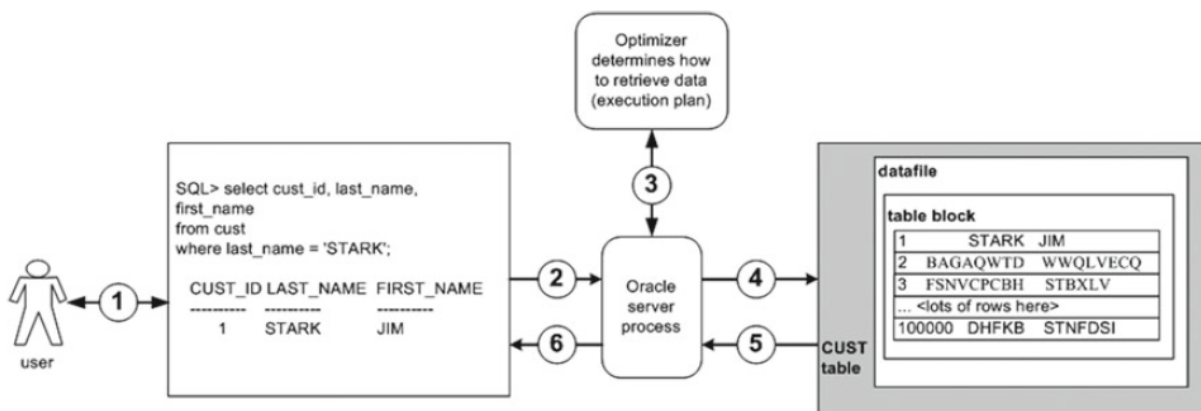 Optimizer
determines how
to retrieve data
(execution plan)
3
SQL> select cust_id, last_name,
first_name
from cust
where last_name = 'STARK';
CUST_ID LAST_NAME FIRST_NAME
---------- ---------- ----------
1 STARK JIM
user
1
2
6
Oracle
server
process
4
5
CUST
table
datafile
table block
1 STARK JIM
2 BAGAQWTD WWQLVECQ
3 FSNVCPCBH STBXLV
... <lots of rows here>
100000 DHFKB STNFDSI